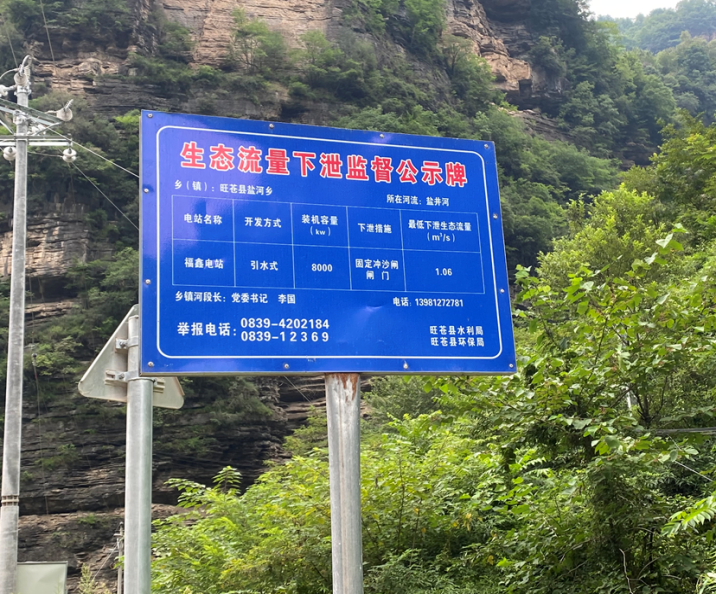 生态流量下泄监督公示牌
乡（镇）：旺苍县盐河乡
所在河流：盐井河
电站名称 开发方式 装机容量（kw） 下泄措施 最低下泄生态流量（m³/s）
福鑫电站 引水式 8000 固定冲沙闸闸门 1.06
乡镇河段长：党委书记 李国 电话：13981272781
举报电话：0839-4202184
0839-12369
旺苍县水利局
旺苍县环保局